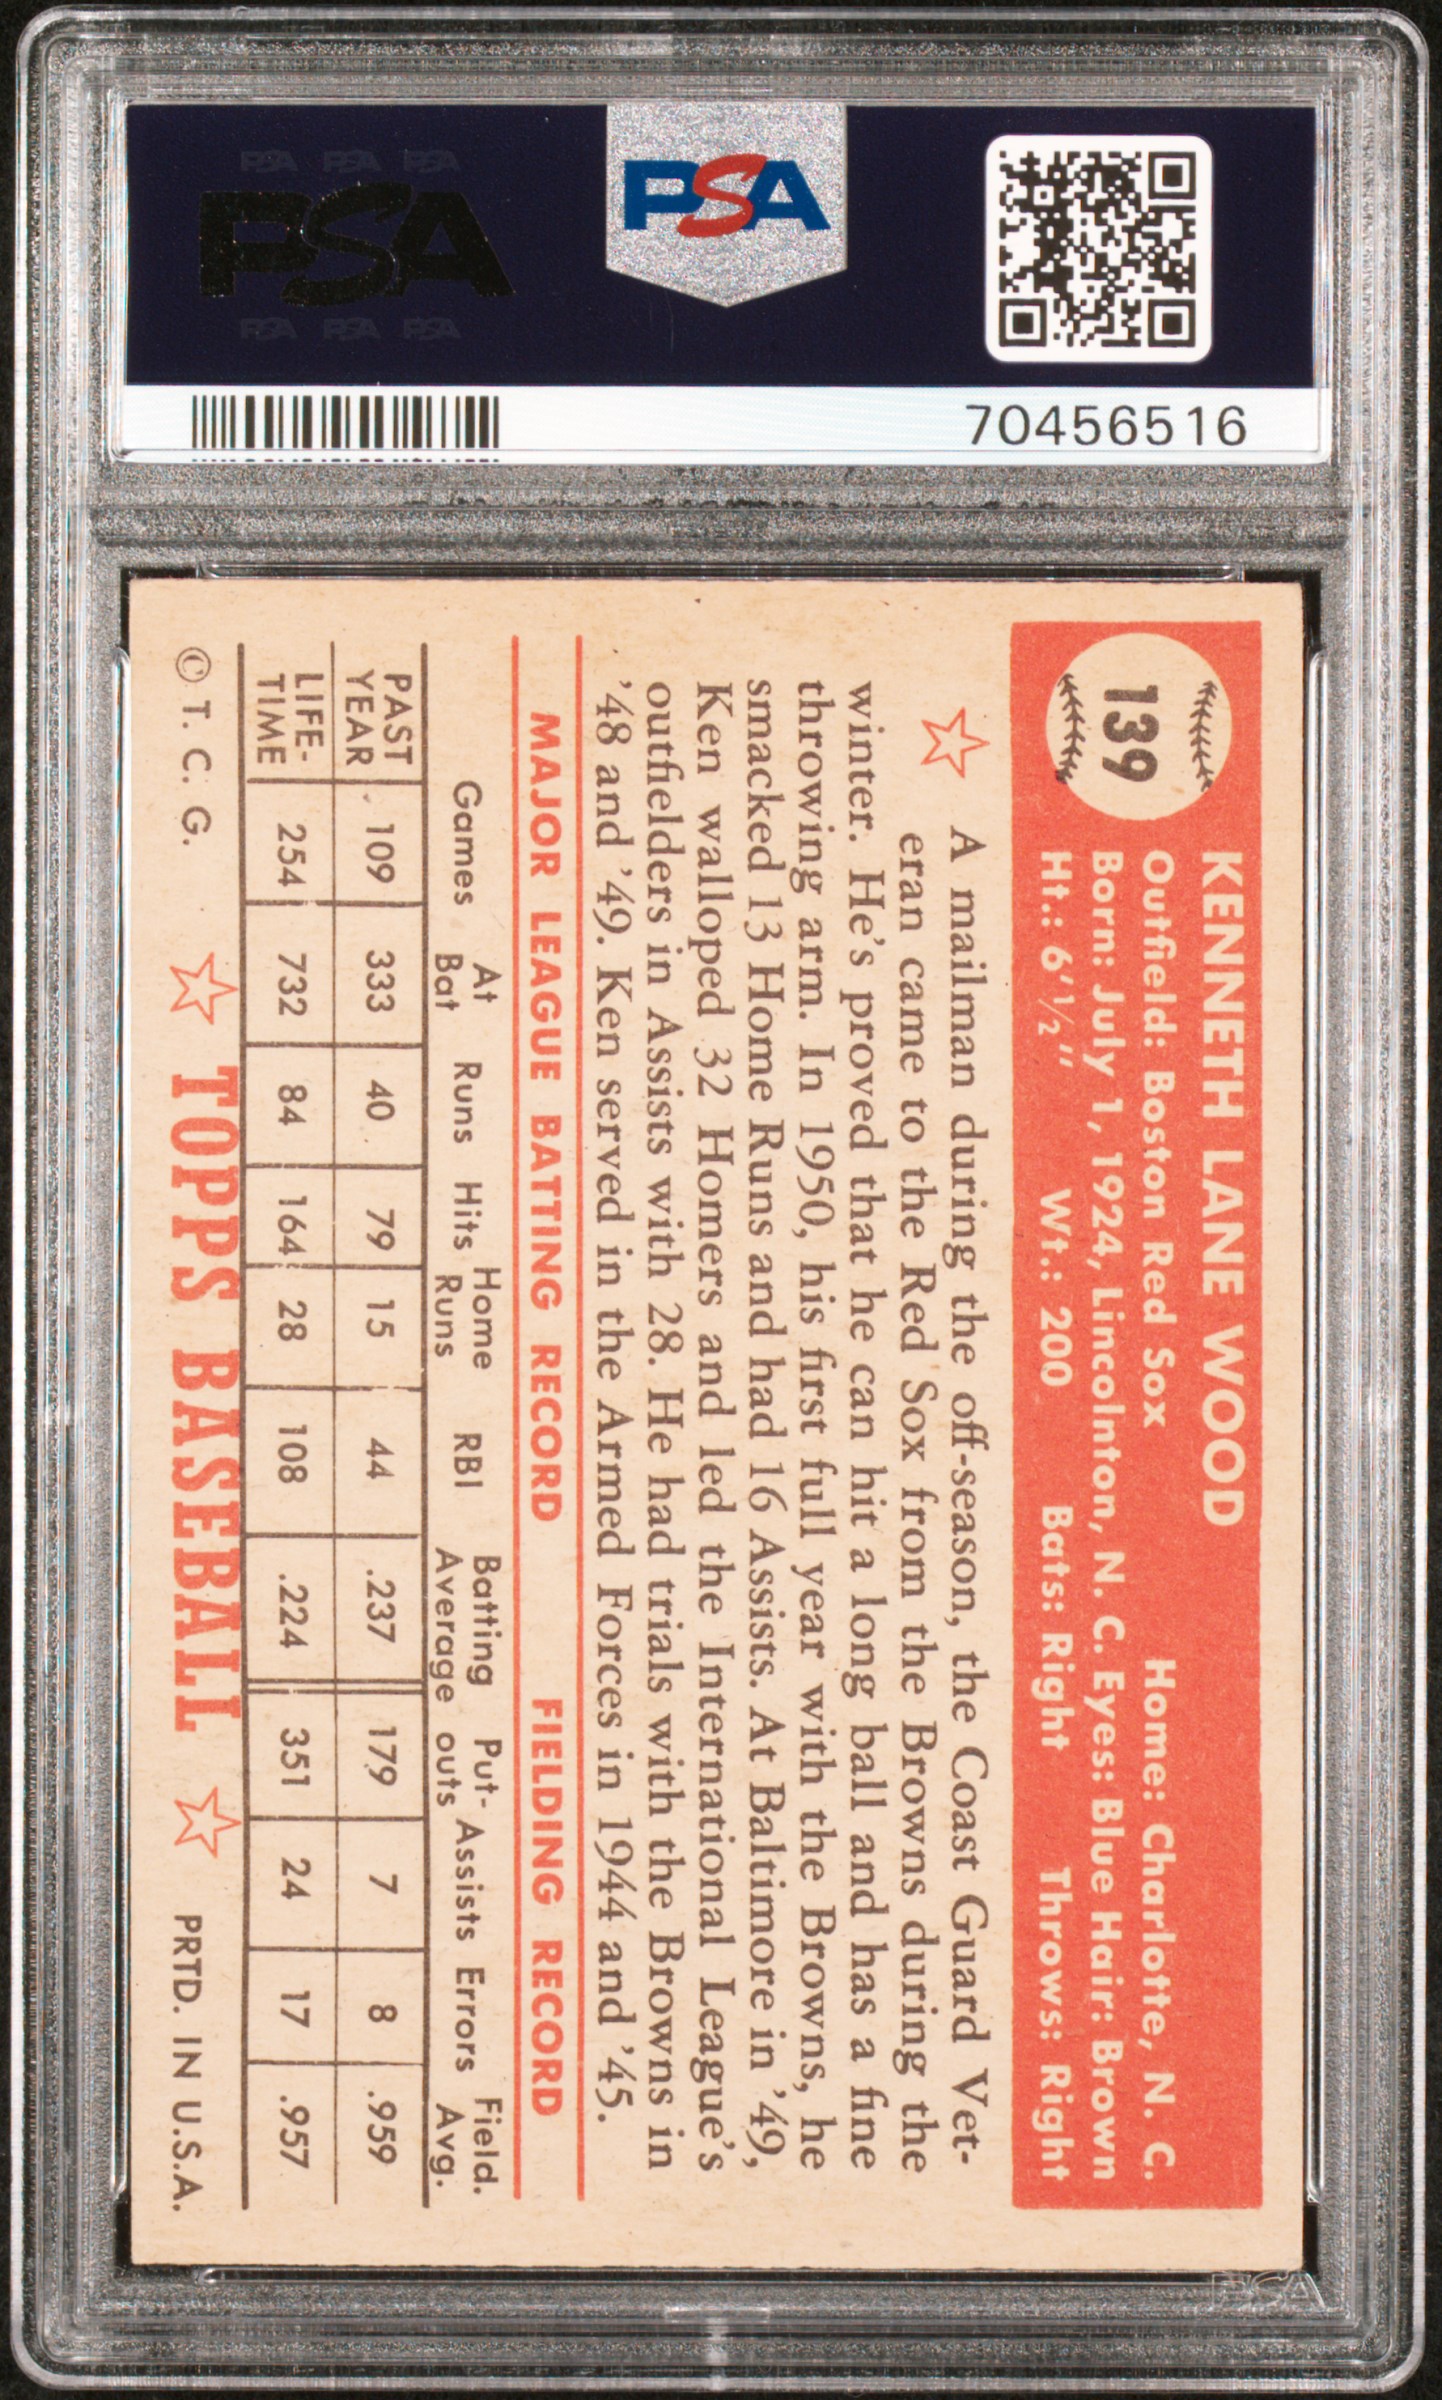 PSA PSA PSA
PSA
PSA PSA PSA
PSA
70456516
139
KENNETH LANE WOOD
Outfield: Boston Red Sox Home: Charlotte, N. C.
Born: July 1, 1924, Lincolnton, N. C. Eyes: Blue Hair: Brown
Ht.: 6'½" Wt.: 200 Bats: Right Throws: Right
A mailman during the off-season, the Coast Guard Vet-
eran came to the Red Sox from the Browns during the
winter. He's proved that he can hit a long ball and has a fine
throwing arm. In 1950, his first full year with the Browns, he
smacked 13 Home Runs and had 16 Assists. At Baltimore in '49,
Ken walloped 32 Homers and led the International League's
outfielders in Assists with 28. He had trials with the Browns in
'48 and '49. Ken served in the Armed Forces in 1944 and '45.
MAJOR LEAGUE BATTING RECORD FIELDING RECORD
Games At Bat Runs Hits Home Runs RBI Batting Average Put-outs Assists Errors Field. Avg.
PAST YEAR 109 333 40 79 15 44 .237 179 7 8 .959
LIFE-TIME 254 732 84 164 28 108 .224 351 24 17 .957
© T. C. G. TOPPS BASEBALL PRTD. IN U.S.A.
PSA